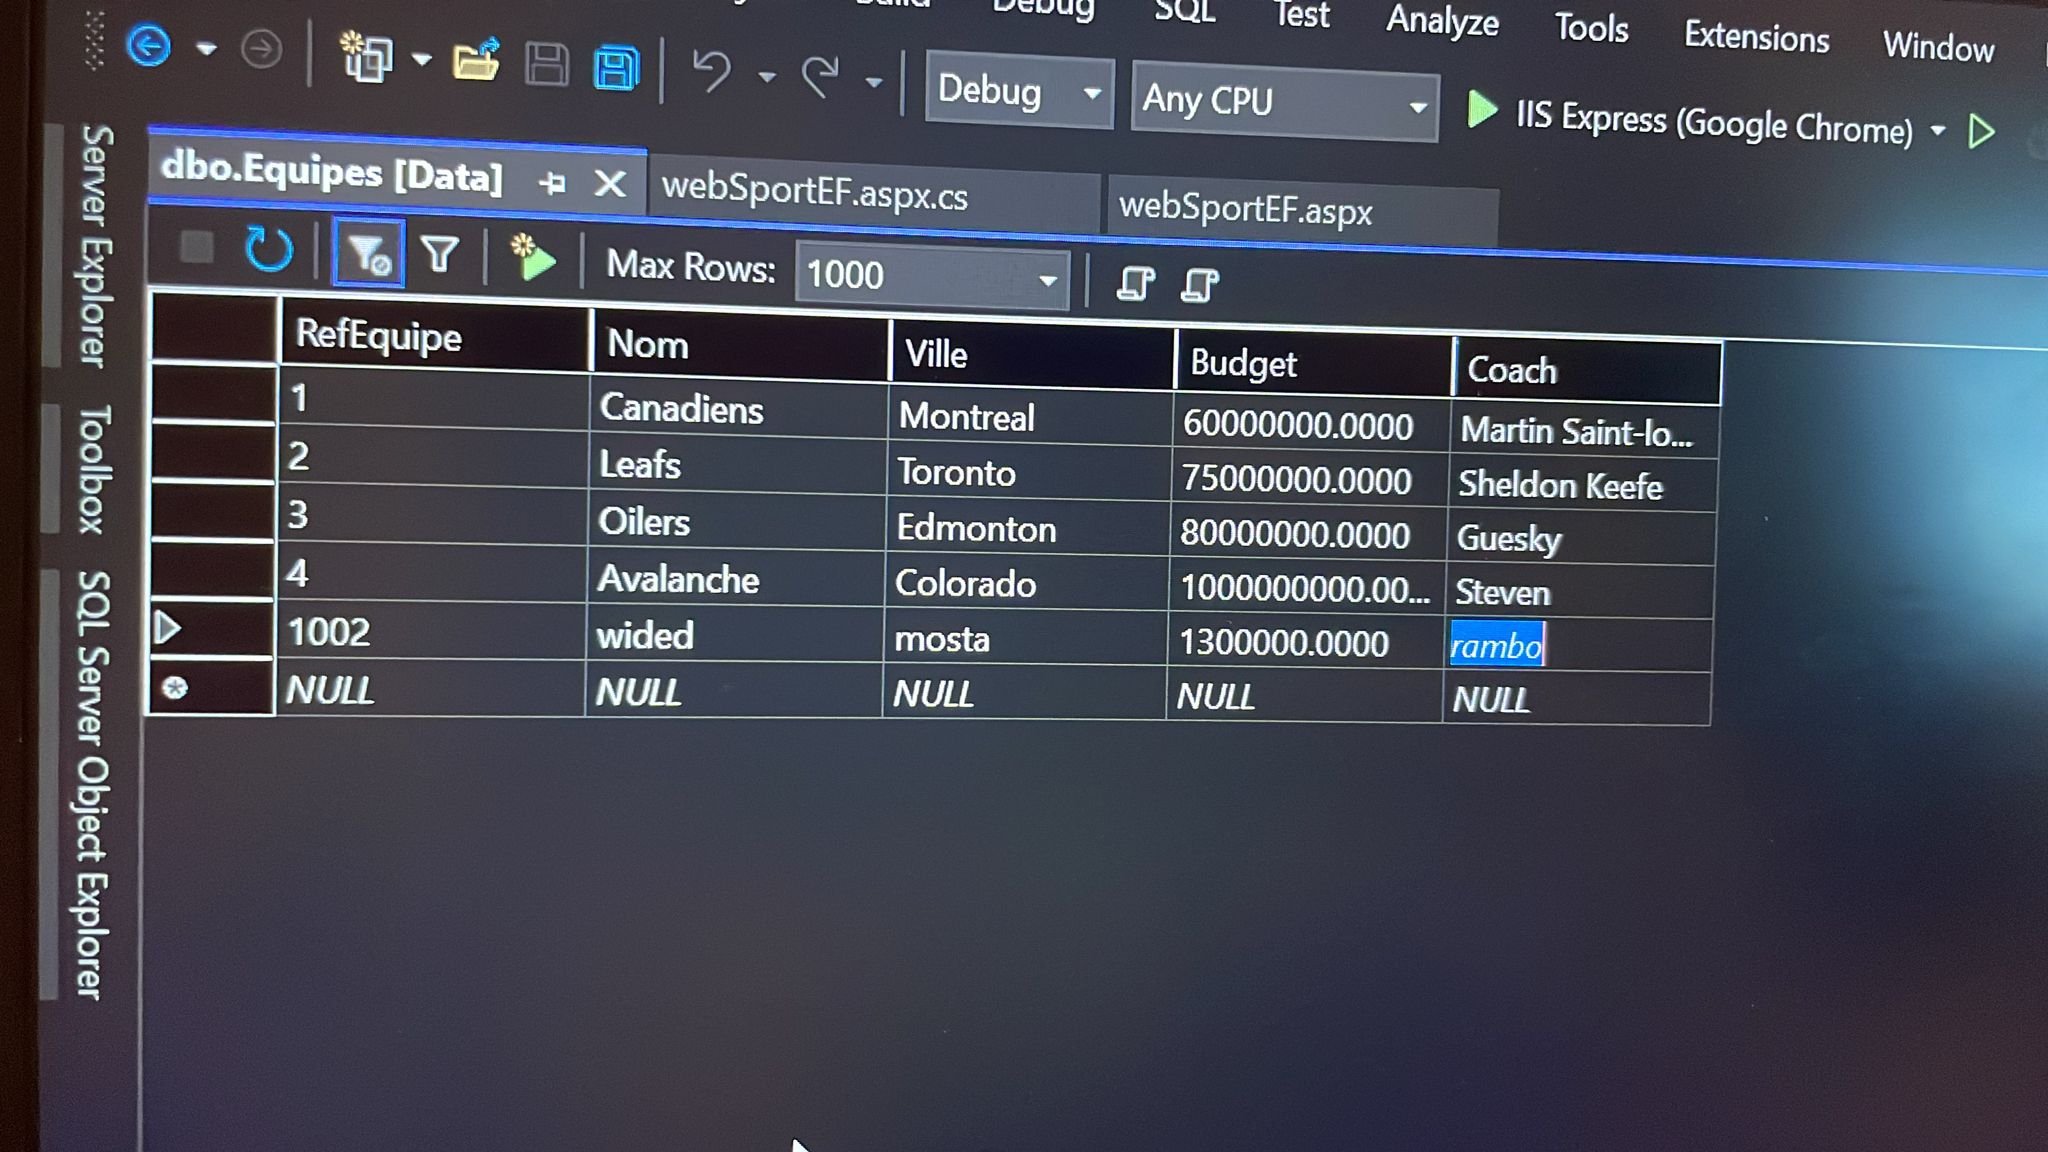 Build Debug SQL Test Analyze Tools Extensions Window
Debug Any CPU IIS Express (Google Chrome)
dbo.Equipes [Data] webSportEF.aspx.cs webSportEF.aspx
Max Rows: 1000
RefEquipe Nom Ville Budget Coach
1 Canadiens Montreal 60000000.0000 Martin Saint-lo...
2 Leafs Toronto 75000000.0000 Sheldon Keefe
3 Oilers Edmonton 80000000.0000 Guesky
4 Avalanche Colorado 1000000000.00... Steven
1002 wided mosta 1300000.0000 rambo
NULL NULL NULL NULL NULL
Server Explorer
Toolbox
SQL Server Object Explorer